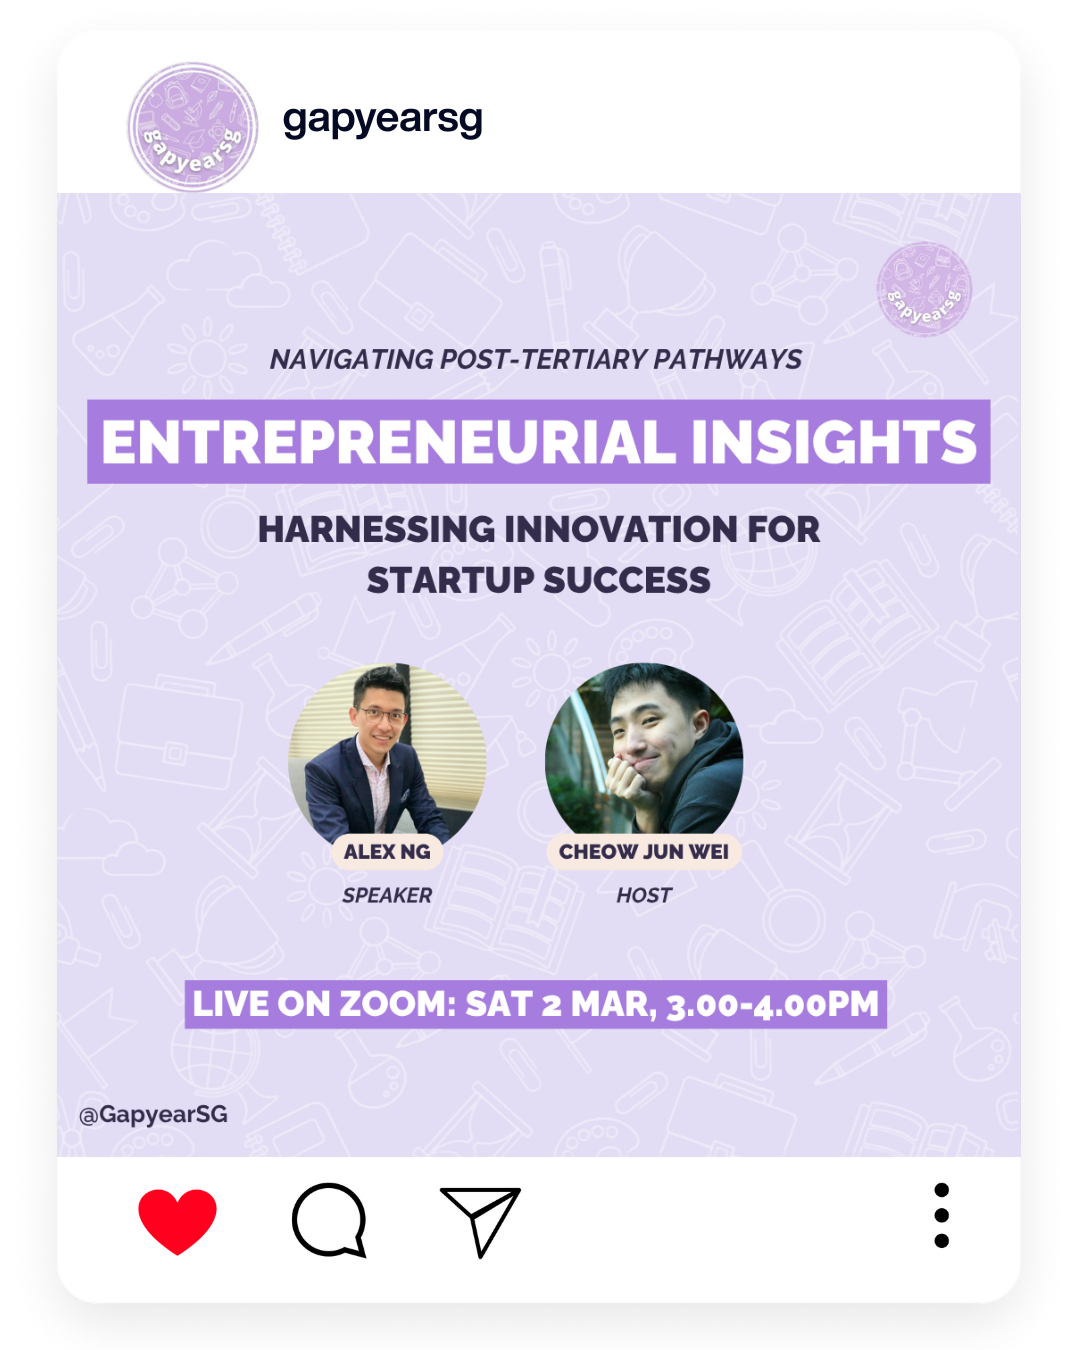 gapyearsg
gapyearsg
gapyearsg
NAVIGATING POST-TERTIARY PATHWAYS
ENTREPRENEURIAL INSIGHTS
HARNESSING INNOVATION FOR
STARTUP SUCCESS
ALEX NG
CHEOW JUN WEI
SPEAKER
HOST
LIVE ON ZOOM: SAT 2 MAR, 3.00-4.00PM
@GapyearSG